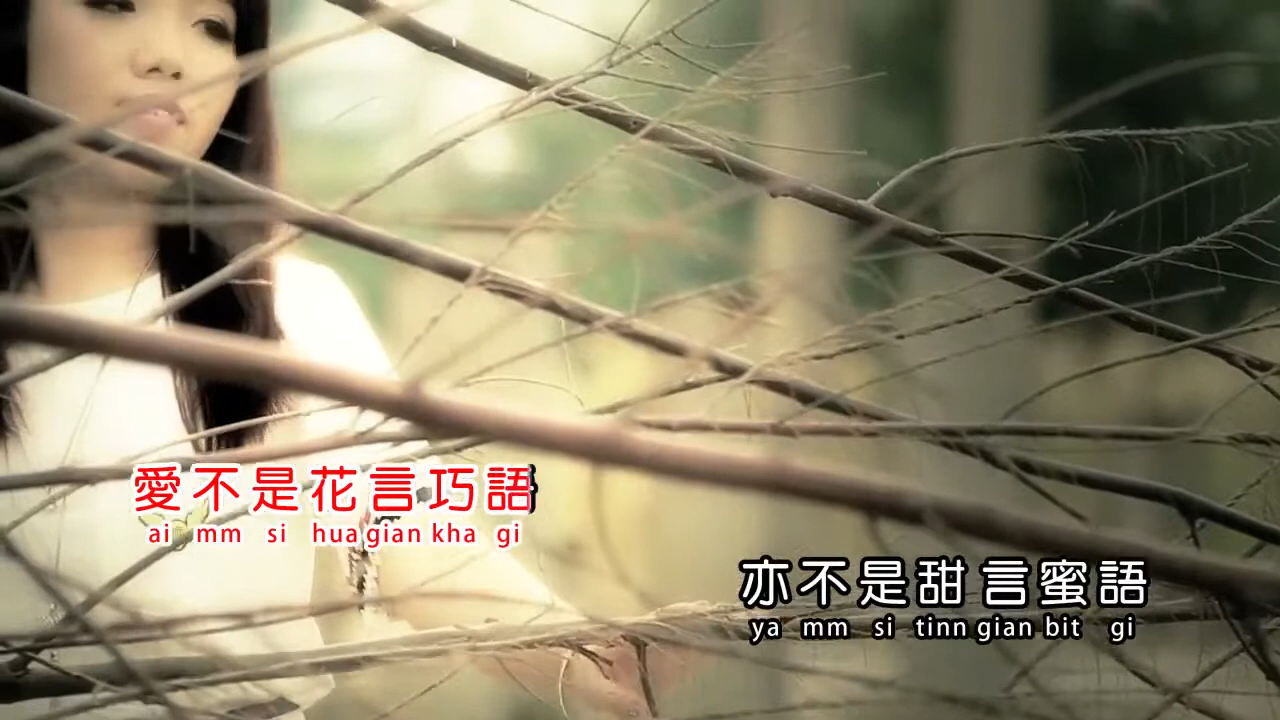 愛不是花言巧語
ai mm si hua gian kha gi
亦不是甜言蜜語
ya mm si tinn gian bit gi